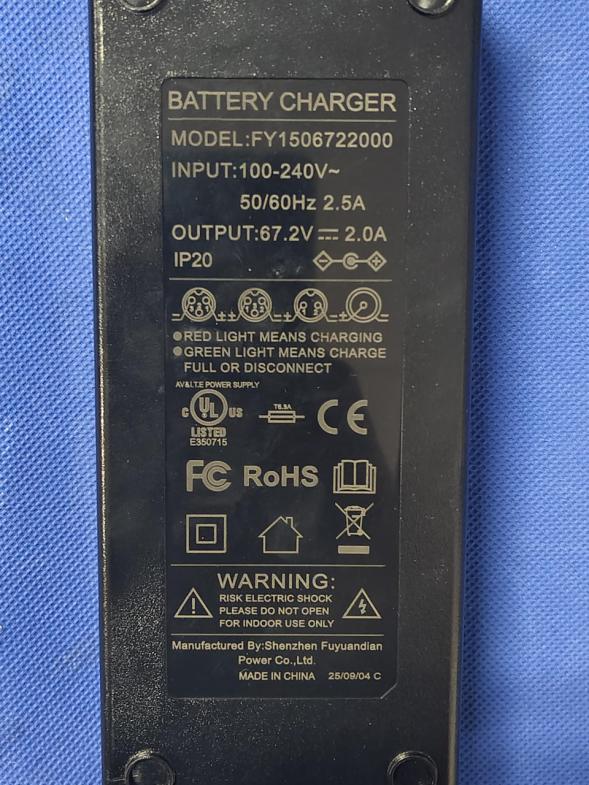 BATTERY CHARGER
MODEL:FY1506722000
INPUT:100-240V~
50/60Hz 2.5A
OUTPUT:67.2V⎓2.0A
IP20
●RED LIGHT MEANS CHARGING
●GREEN LIGHT MEANS CHARGE
FULL OR DISCONNECT
AV&I.T.E POWER SUPPLY
C UL US
LISTED
E350715
T6.3A
CE
FC RoHS
WARNING:
RISK ELECTRIC SHOCK
PLEASE DO NOT OPEN
FOR INDOOR USE ONLY
Manufactured By:Shenzhen Fuyuandian
Power Co.,Ltd.
MADE IN CHINA 25/09/04 C